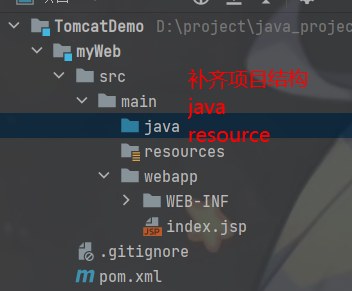 TomcatDemo D:\project\java_projec
myWeb
src
补齐项目结构
main
java
java
resource
resources
webapp
WEB-INF
index.jsp
.gitignore
pom.xml